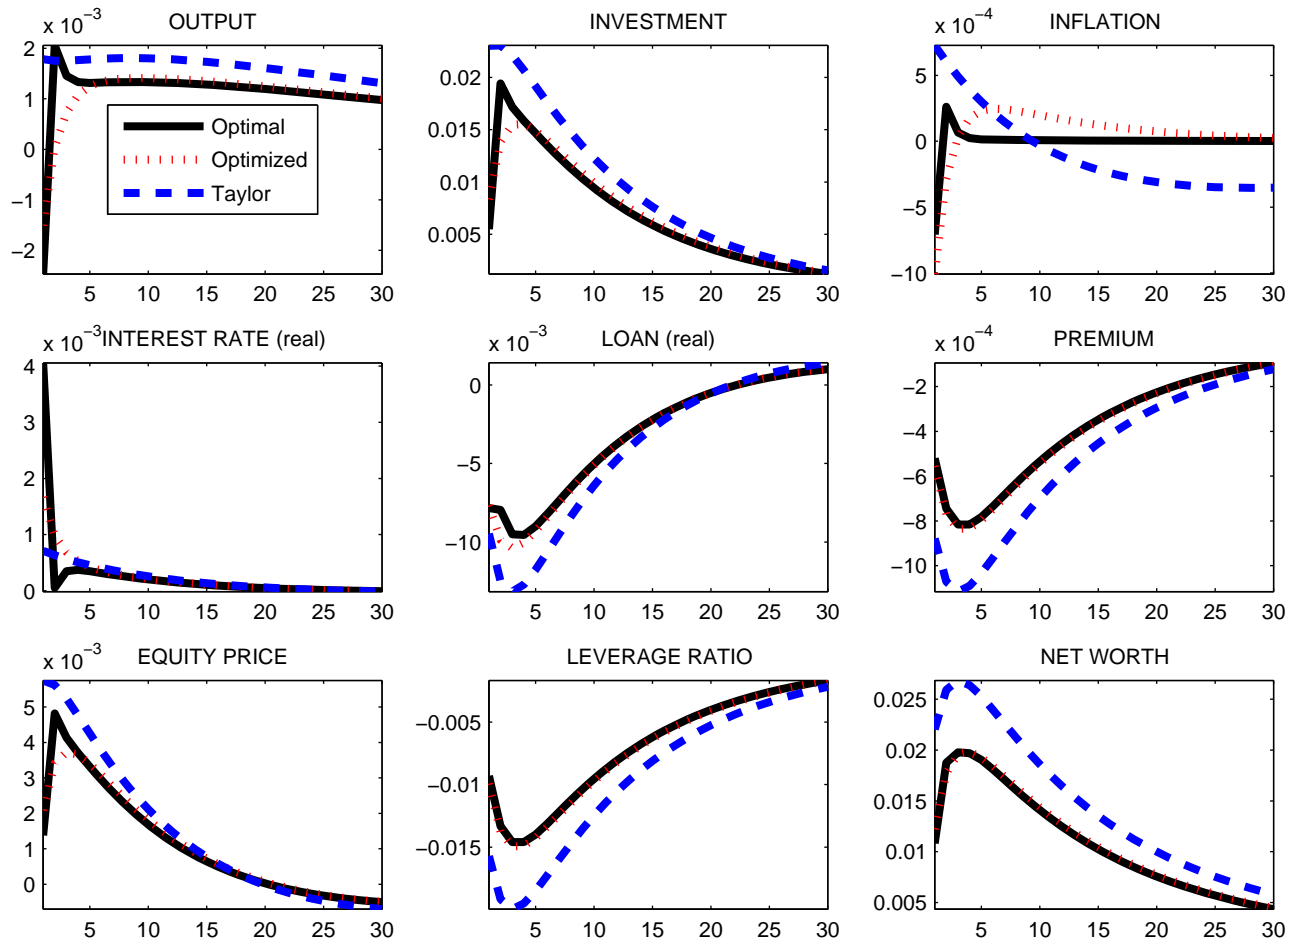 OUTPUT
x 10−3
2
1
0
−1
−2
5 10 15 20 25 30
Optimal
Optimized
Taylor
INVESTMENT
0.02
0.015
0.01
0.005
5 10 15 20 25 30
INFLATION
x 10−4
5
0
−5
−10
5 10 15 20 25 30
INTEREST RATE (real)
x 10−3
4
3
2
1
0
5 10 15 20 25 30
LOAN (real)
x 10−3
0
−5
−10
5 10 15 20 25 30
PREMIUM
x 10−4
−2
−4
−6
−8
−10
5 10 15 20 25 30
EQUITY PRICE
x 10−3
5
4
3
2
1
0
5 10 15 20 25 30
LEVERAGE RATIO
−0.005
−0.01
−0.015
5 10 15 20 25 30
NET WORTH
0.025
0.02
0.015
0.01
0.005
5 10 15 20 25 30